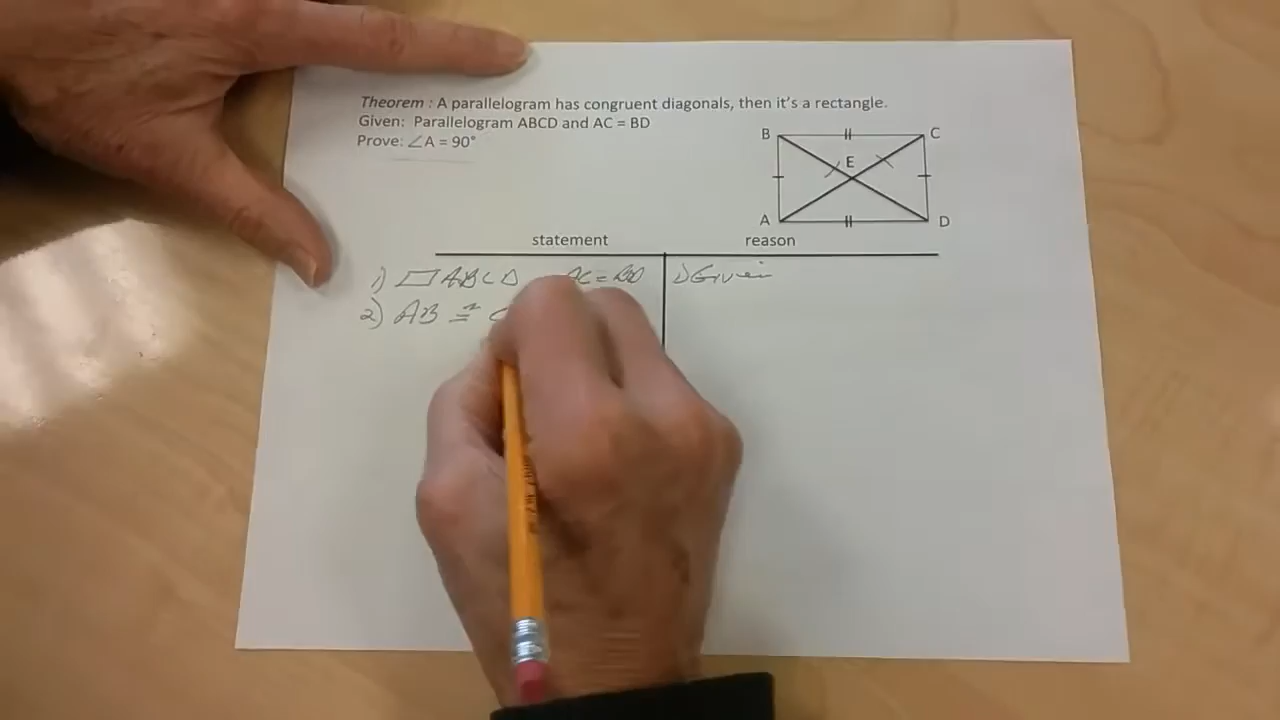 Theorem : A parallelogram has congruent diagonals, then it's a rectangle.
Given: Parallelogram ABCD and AC = BD
Prove: ∠A = 90°
B C
E
A D
statement reason
1) ▱ ABCD AC = BD 1) Given
2) AB ≅